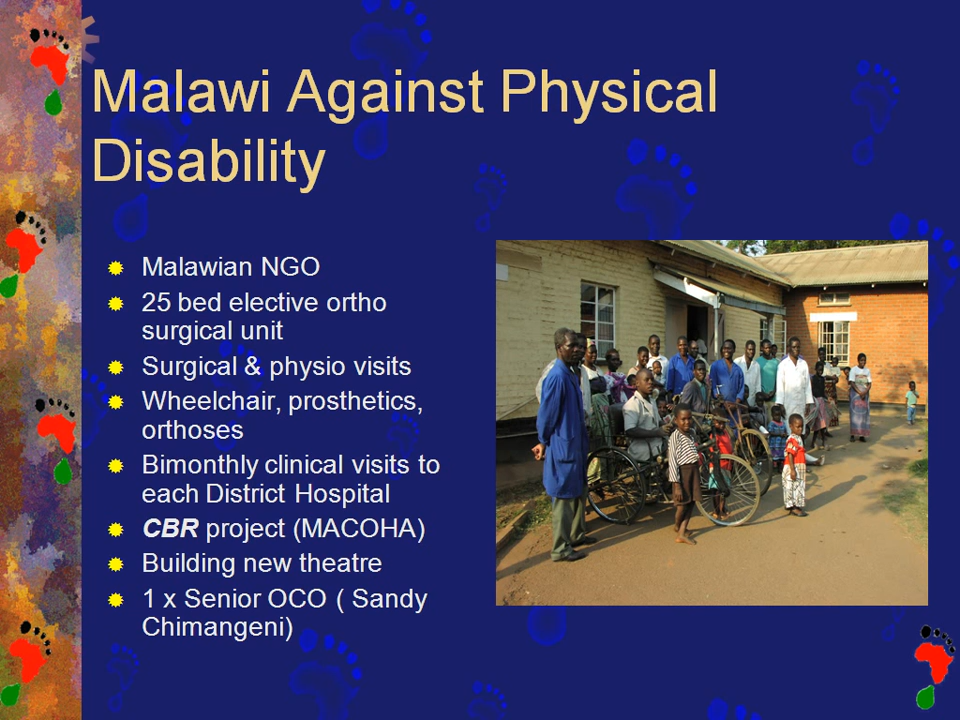 Malawi Against Physical
Disability
Malawian NGO
25 bed elective ortho
surgical unit
Surgical & physio visits
Wheelchair, prosthetics,
orthoses
Bimonthly clinical visits to
each District Hospital
CBR project (MACOHA)
Building new theatre
1 x Senior OCO ( Sandy
Chimangeni)